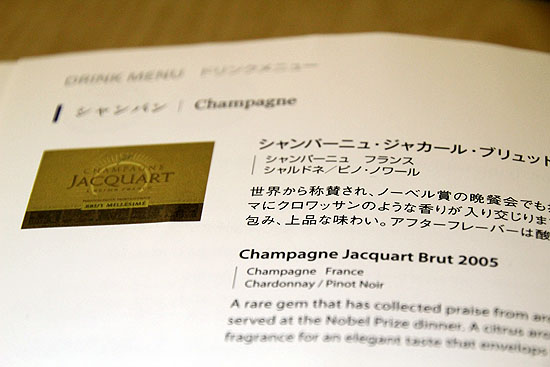 DRINK MENU ドリンクメニュー
シャンパン | Champagne
CHAMPAGNE
JACQUART
BRUT MILLÉSIMÉ
シャンパーニュ・ジャカール・ブリュット
シャンパーニュ フランス
シャルドネ/ピノ・ノワール
世界から称賛され、ノーベル賞の晩餐会でも
マにクロワッサンのような香りが入り交じりま
包み、上品な味わい。アフターフレーバーは酸
Champagne Jacquart Brut 2005
Champagne France
Chardonnay / Pinot Noir
A rare gem that has collected praise from
served at the Nobel Prize dinner. A citrus
fragrance for an elegant taste that envelops